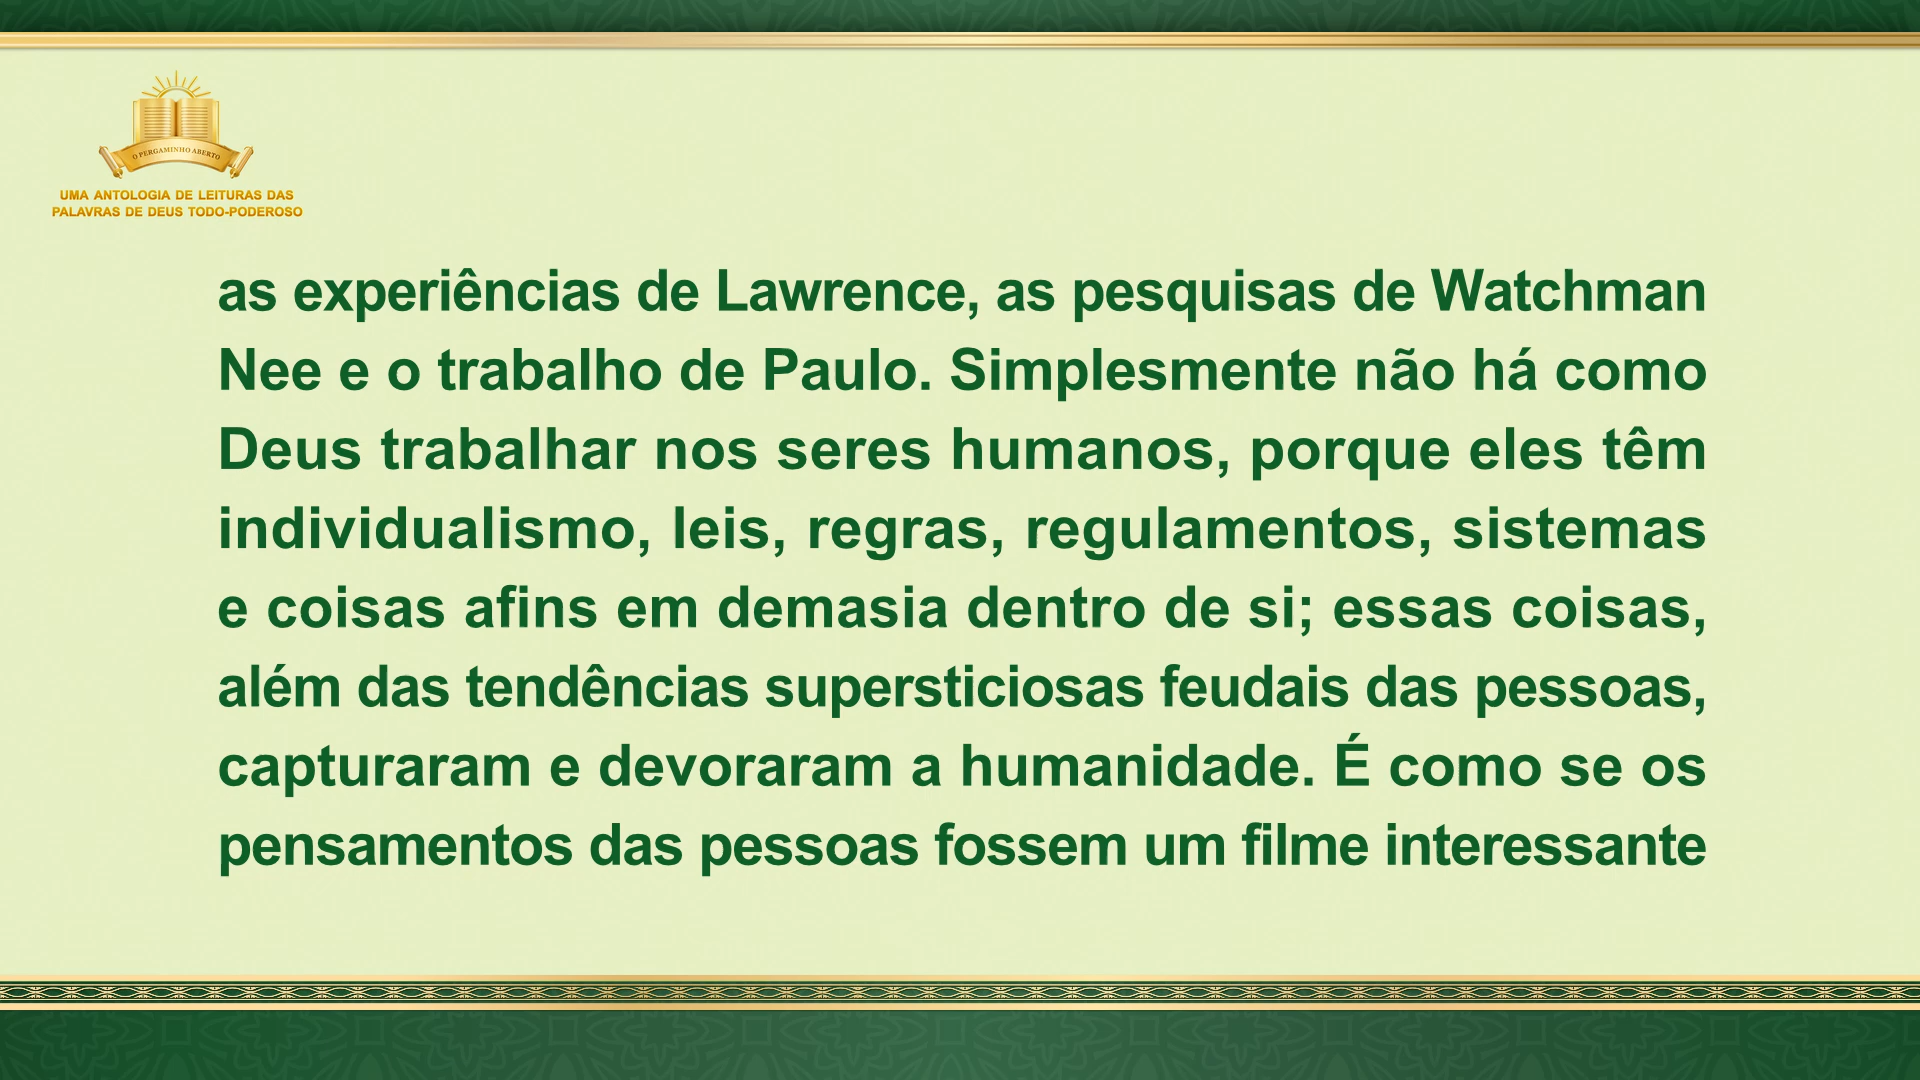 O PERGAMINHO ABERTO
UMA ANTOLOGIA DE LEITURAS DAS
PALAVRAS DE DEUS TODO-PODEROSO
as experiências de Lawrence, as pesquisas de Watchman
Nee e o trabalho de Paulo. Simplesmente não há como
Deus trabalhar nos seres humanos, porque eles têm
individualismo, leis, regras, regulamentos, sistemas
e coisas afins em demasia dentro de si; essas coisas,
além das tendências supersticiosas feudais das pessoas,
capturaram e devoraram a humanidade. É como se os
pensamentos das pessoas fossem um filme interessante